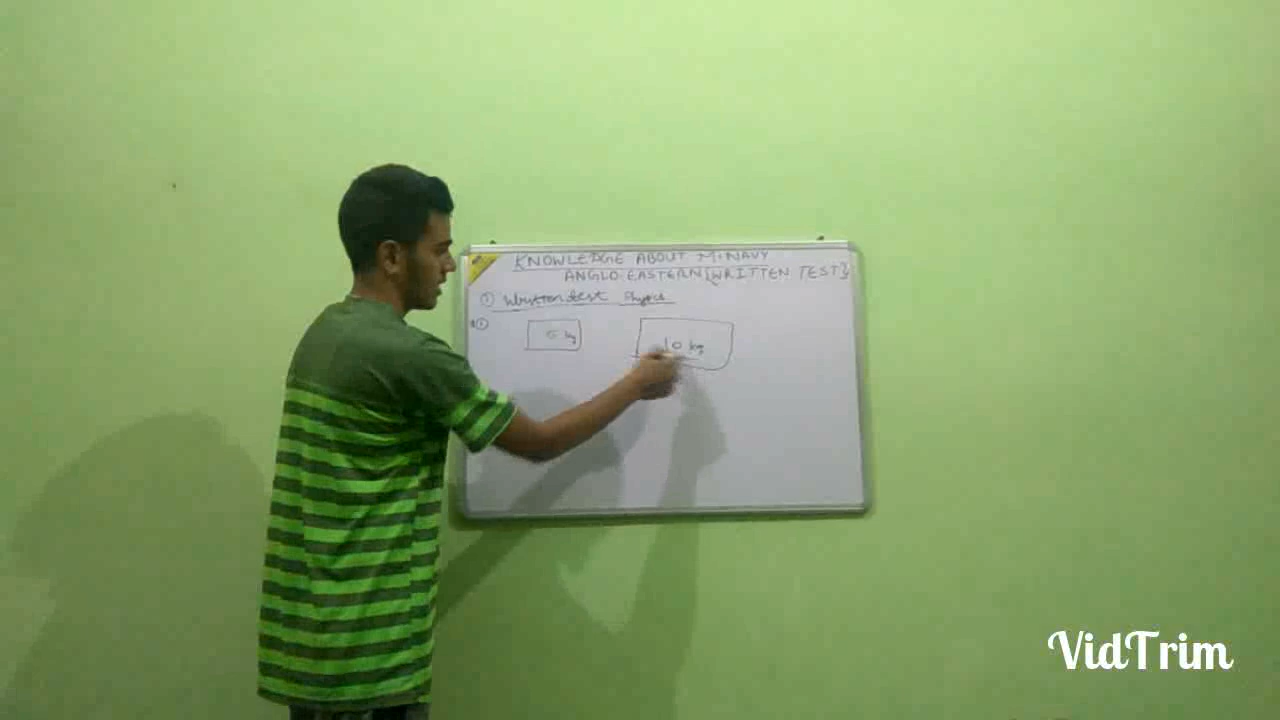 KNOWLEDGE ABOUT M.NAVY
ANGLO EASTERN [WRITTEN TEST]
① Written test Physics
5 kg
10 kg
VidTrim